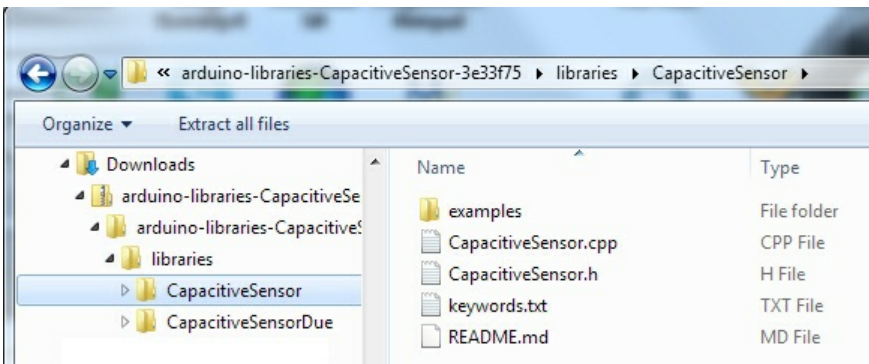 « arduino-libraries-CapacitiveSensor-3e33f75 ▸ libraries ▸ CapacitiveSensor ▸
Organize ▾ Extract all files
Downloads
arduino-libraries-CapacitiveSe
arduino-libraries-CapacitiveS
libraries
CapacitiveSensor
CapacitiveSensorDue
Name Type
examples File folder
CapacitiveSensor.cpp CPP File
CapacitiveSensor.h H File
keywords.txt TXT File
README.md MD File